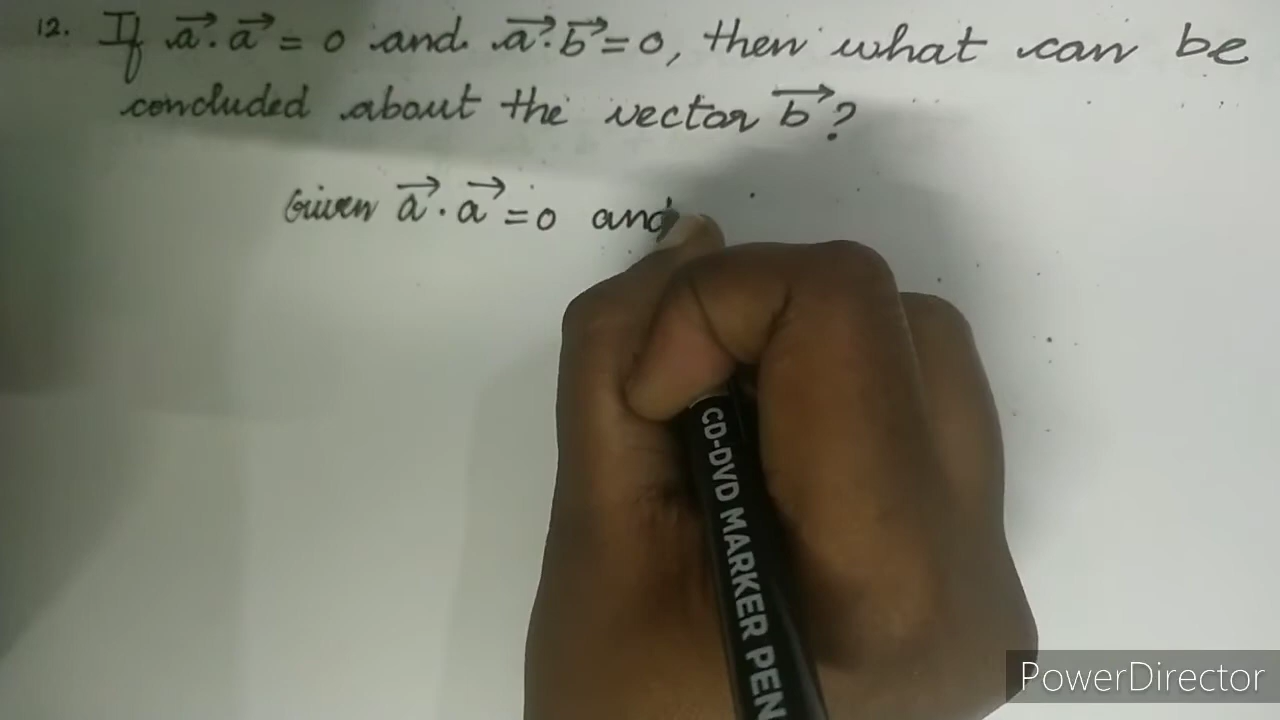 12. If a⃗.a⃗ = 0 and a⃗.b⃗ = 0, then what can be
concluded about the vector b⃗?
Given a⃗.a⃗ = 0 and
CD-DVD MARKER PEN
PowerDirector